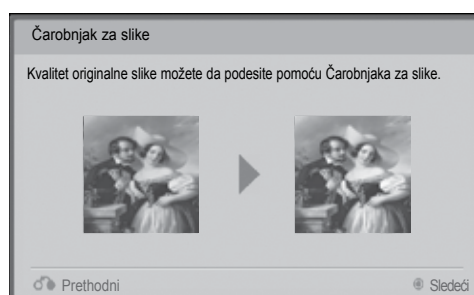 Čarobnjak za slike
Kvalitet originalne slike možete da podesite pomoću Čarobnjaka za slike.
Prethodni
Sledeći